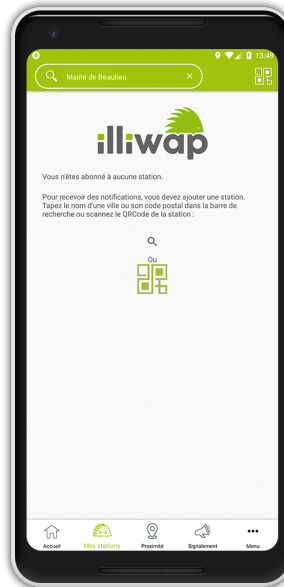 13:49
Mairie de Beaulieu
illiwap
Vous n'êtes abonné à aucune station.
Pour recevoir des notifications, vous devez ajouter une station.
Tapez le nom d'une ville ou son code postal dans la barre de
recherche ou scannez le QRCode de la station :
Ou
A-Z
Accueil Mes stations Proximité Signalement Menu